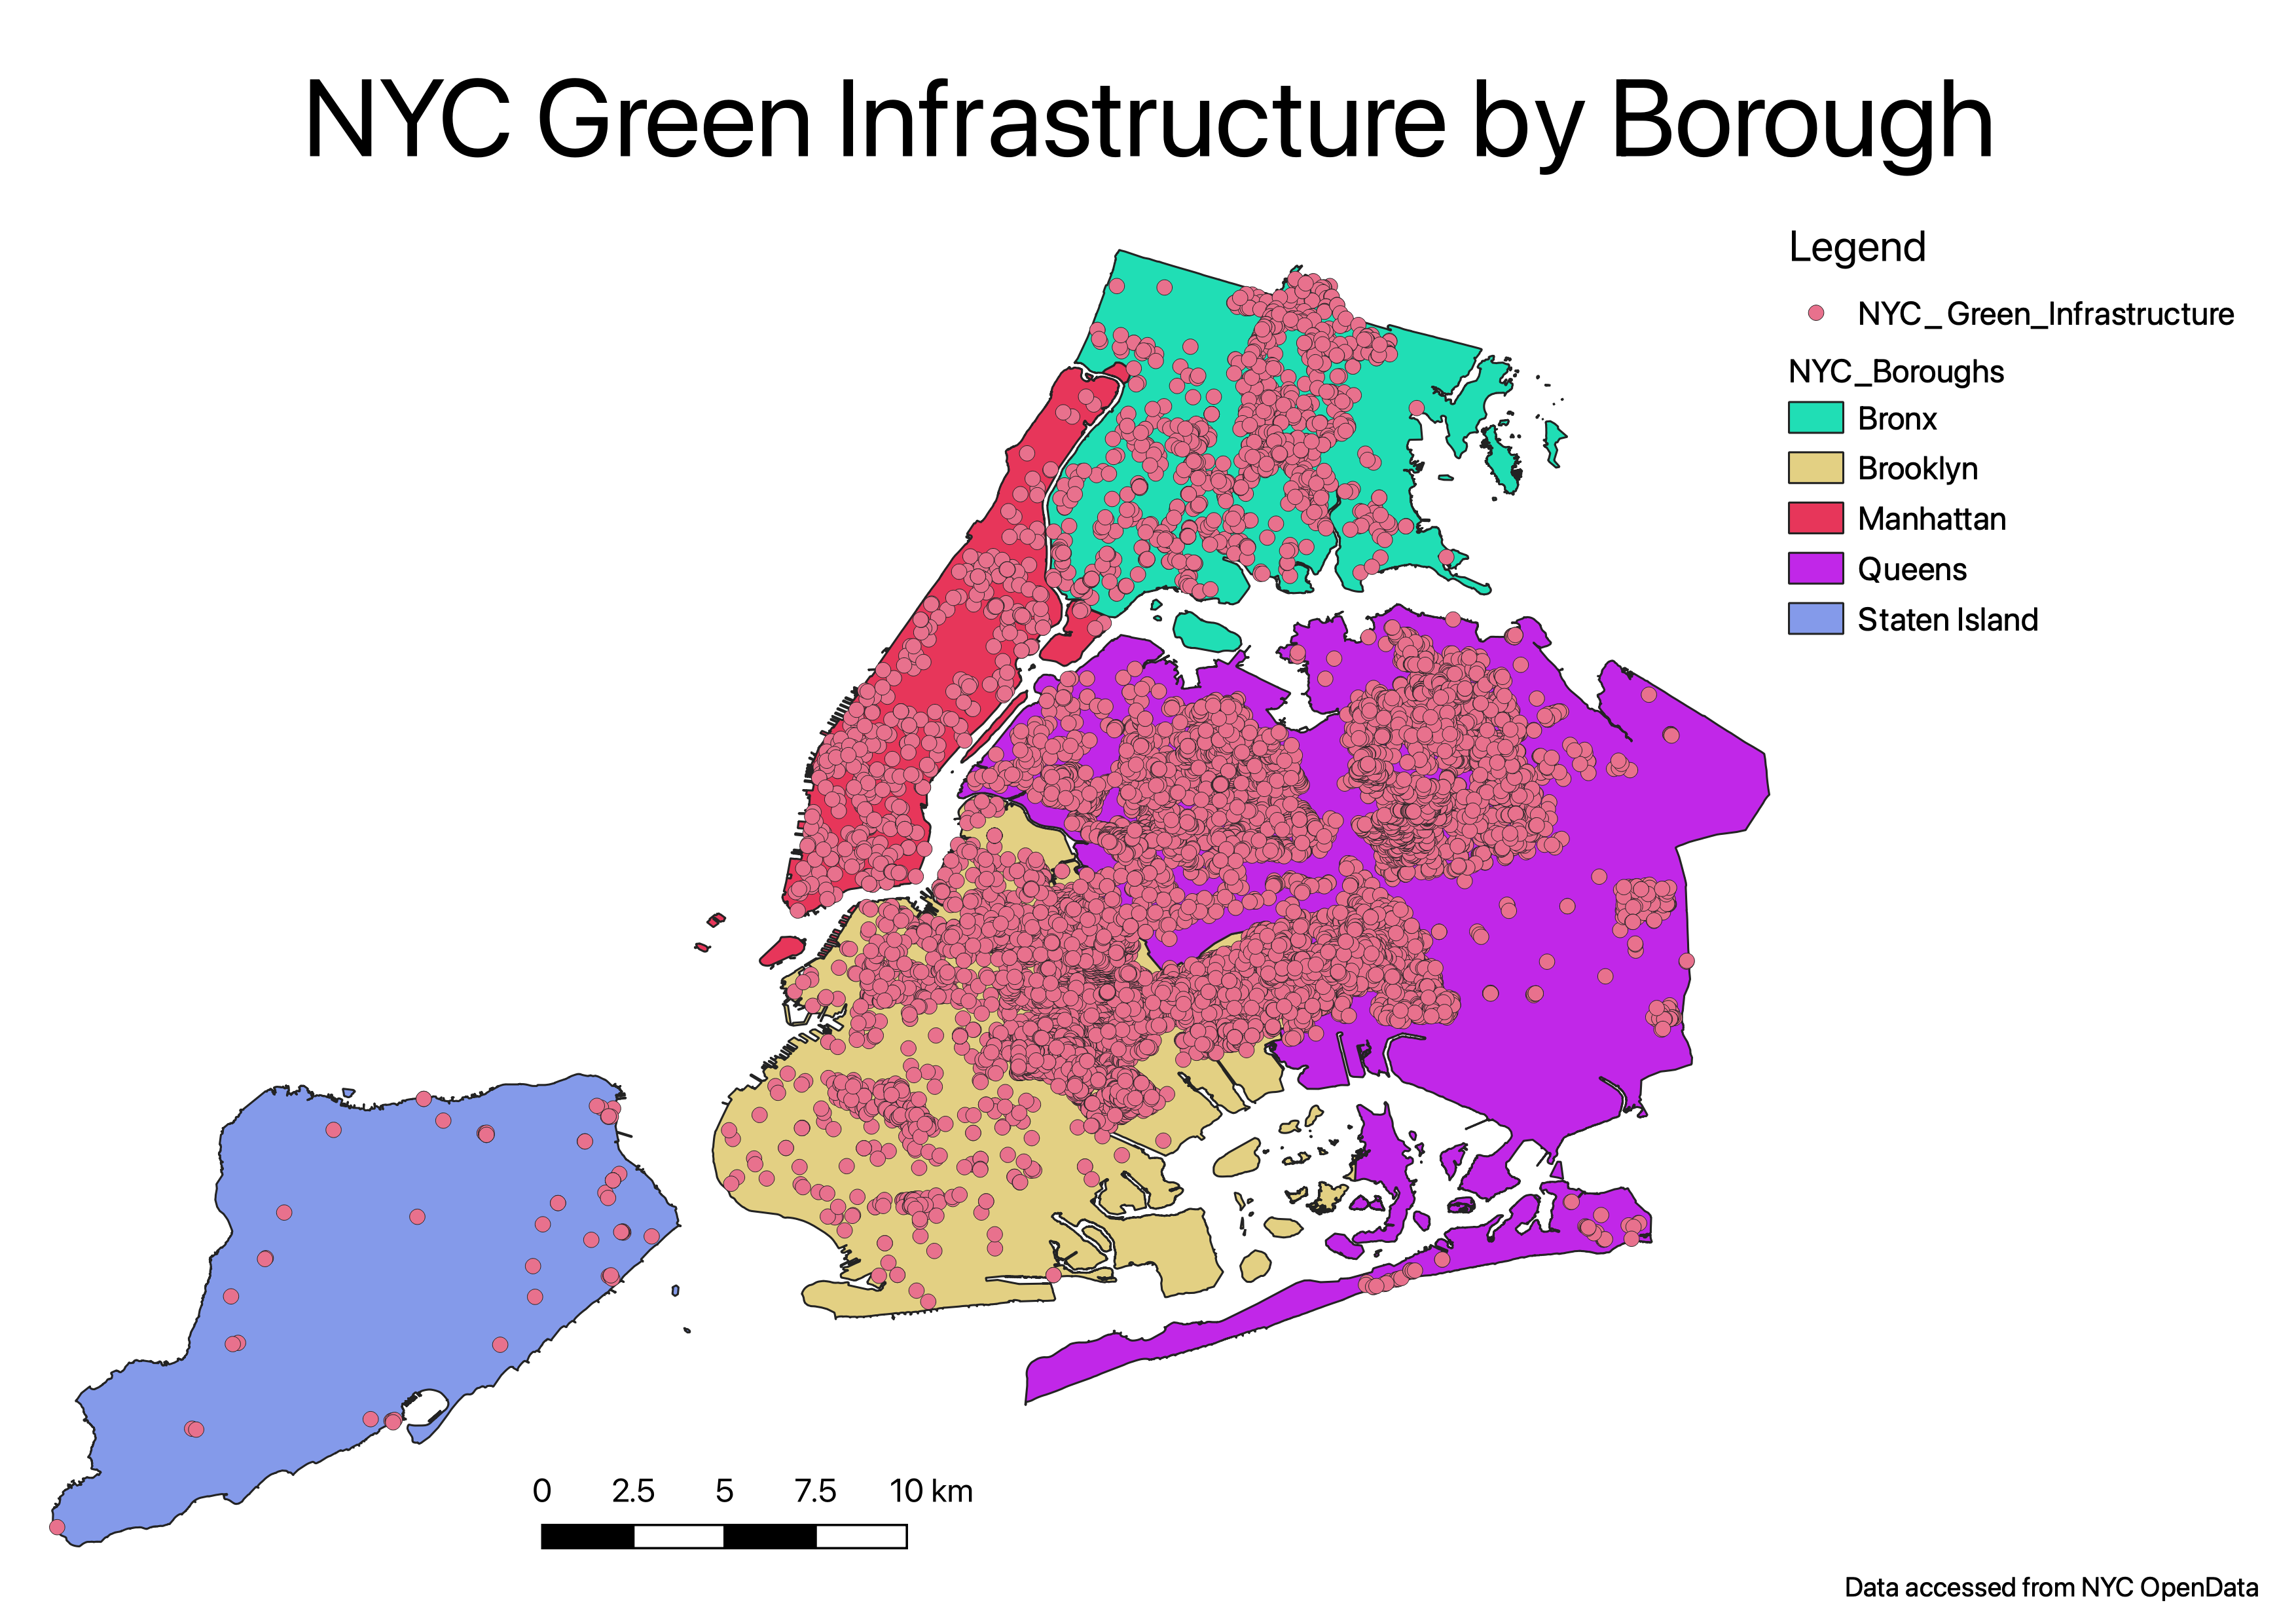 NYC Green Infrastructure by Borough
Legend
NYC_Green_Infrastructure
NYC_Boroughs
Bronx
Brooklyn
Manhattan
Queens
Staten Island
0 2.5 5 7.5 10 km
Data accessed from NYC OpenData